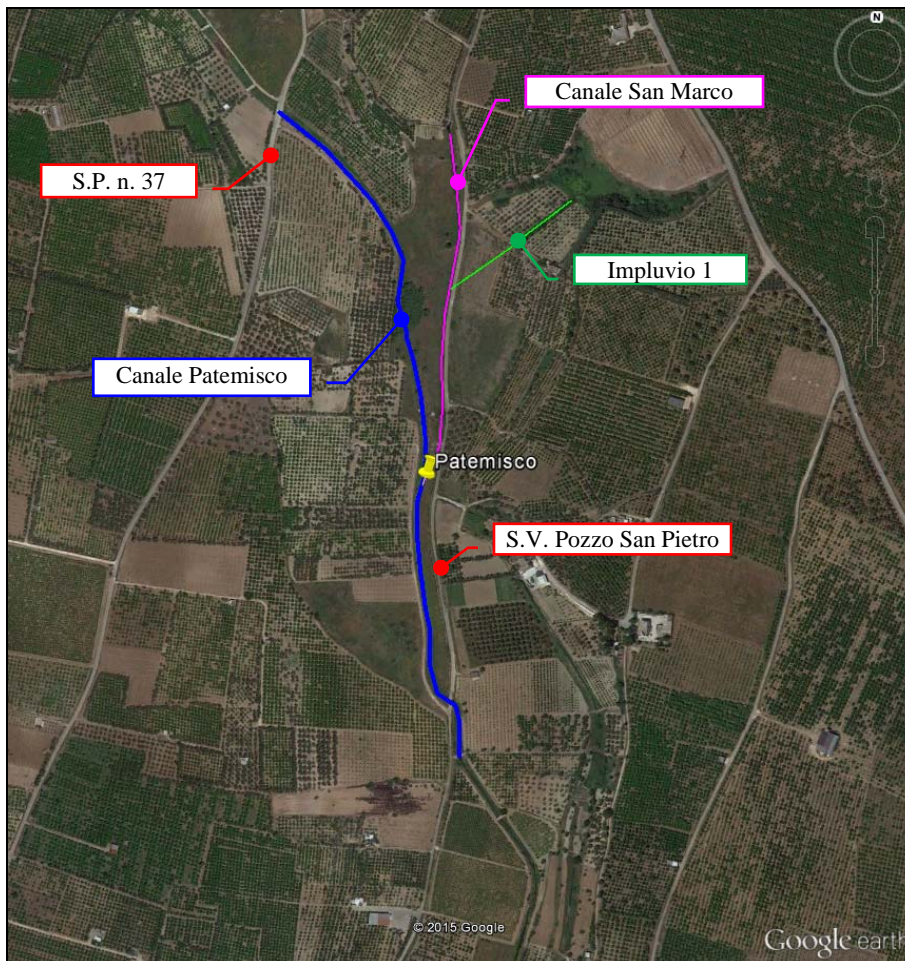 N
Canale San Marco
S.P. n. 37
Impluvio 1
Canale Patemisco
Patemisco
S.V. Pozzo San Pietro
© 2015 Google
Google earth